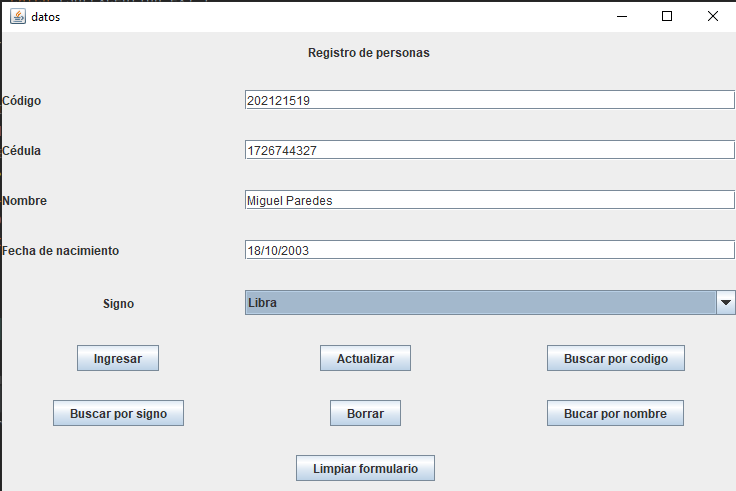 datos
Registro de personas
Código 202121519
Cédula 1726744327
Nombre Miguel Paredes
Fecha de nacimiento 18/10/2003
Signo Libra
Ingresar Actualizar Buscar por codigo
Buscar por signo Borrar Bucar por nombre
Limpiar formulario